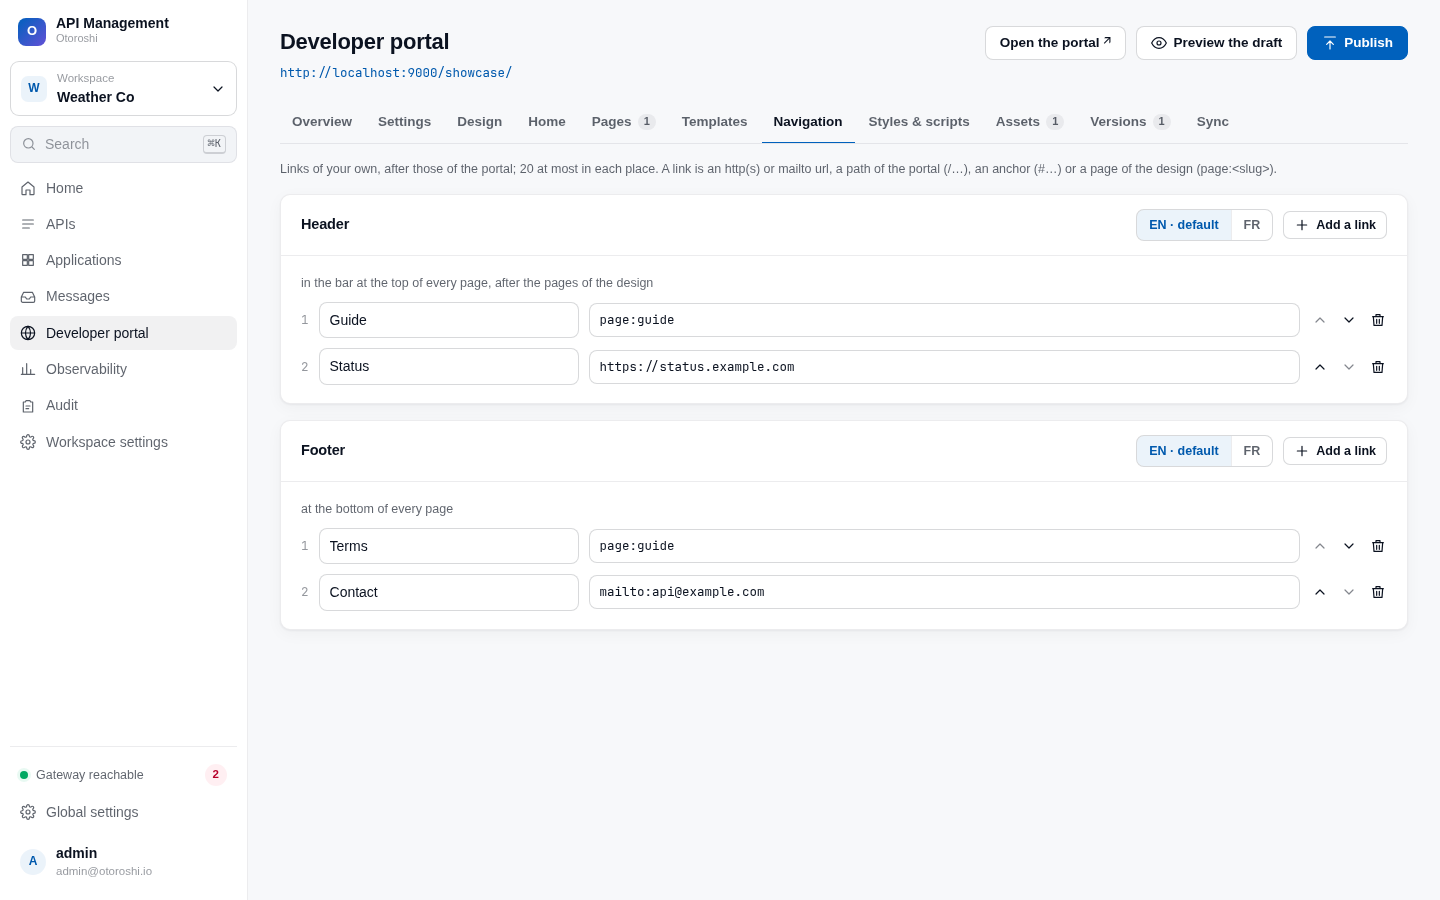 O
API Management
Otoroshi
W
Workspace
Weather Co
Search
⌘K
Home
APIs
Applications
Messages
Developer portal
Observability
Audit
Workspace settings
Gateway reachable
2
Global settings
A
admin
admin@otoroshi.io
Developer portal
http://localhost:9000/showcase/
Open the portal
Preview the draft
Publish
Overview
Settings
Design
Home
Pages 1
Templates
Navigation
Styles & scripts
Assets 1
Versions 1
Sync
Links of your own, after those of the portal; 20 at most in each place. A link is an http(s) or mailto url, a path of the portal (/…), an anchor (#…) or a page of the design (page:<slug>).
Header
EN · default
FR
Add a link
in the bar at the top of every page, after the pages of the design
1 Guide page:guide
2 Status https://status.example.com
Footer
EN · default
FR
Add a link
at the bottom of every page
1 Terms page:guide
2 Contact mailto:api@example.com